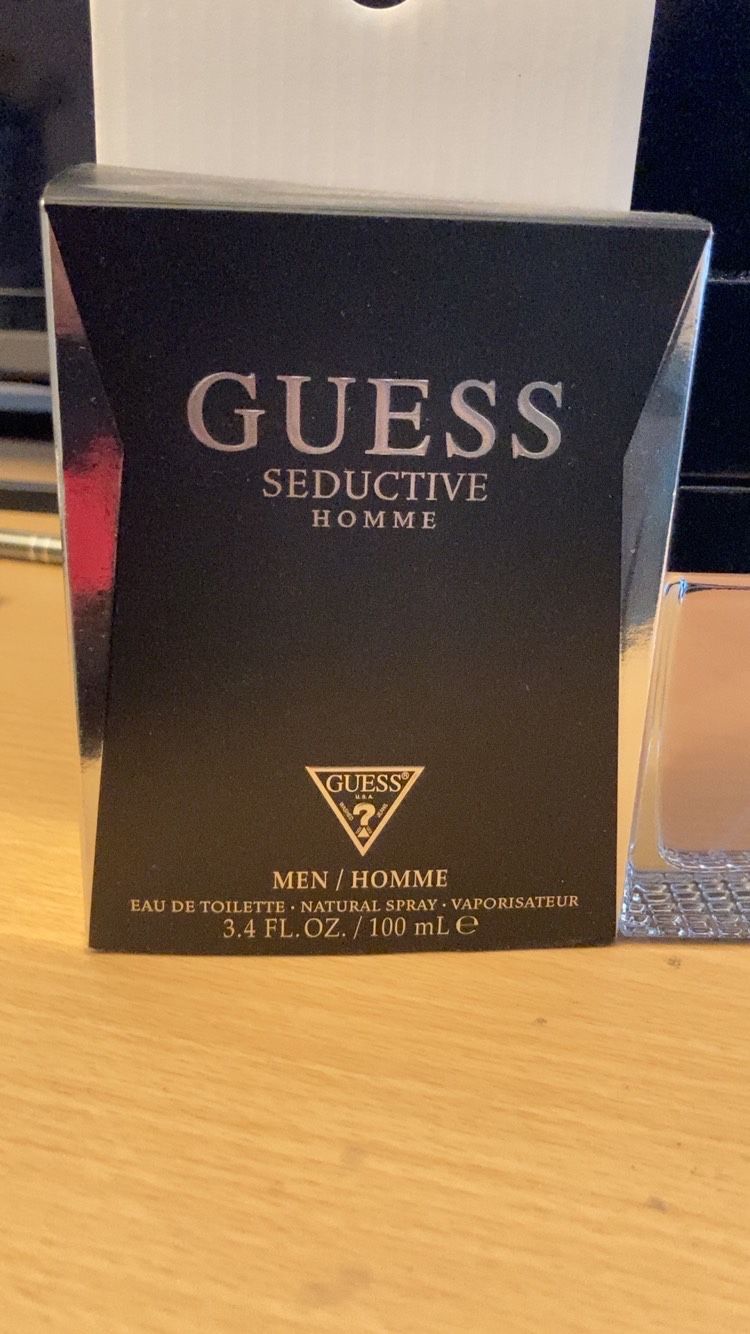 GUESS
SEDUCTIVE
HOMME
GUESS®
U.S.A.
?
MEN / HOMME
EAU DE TOILETTE · NATURAL SPRAY · VAPORISATEUR
3.4 FL.OZ. / 100 mL ℮